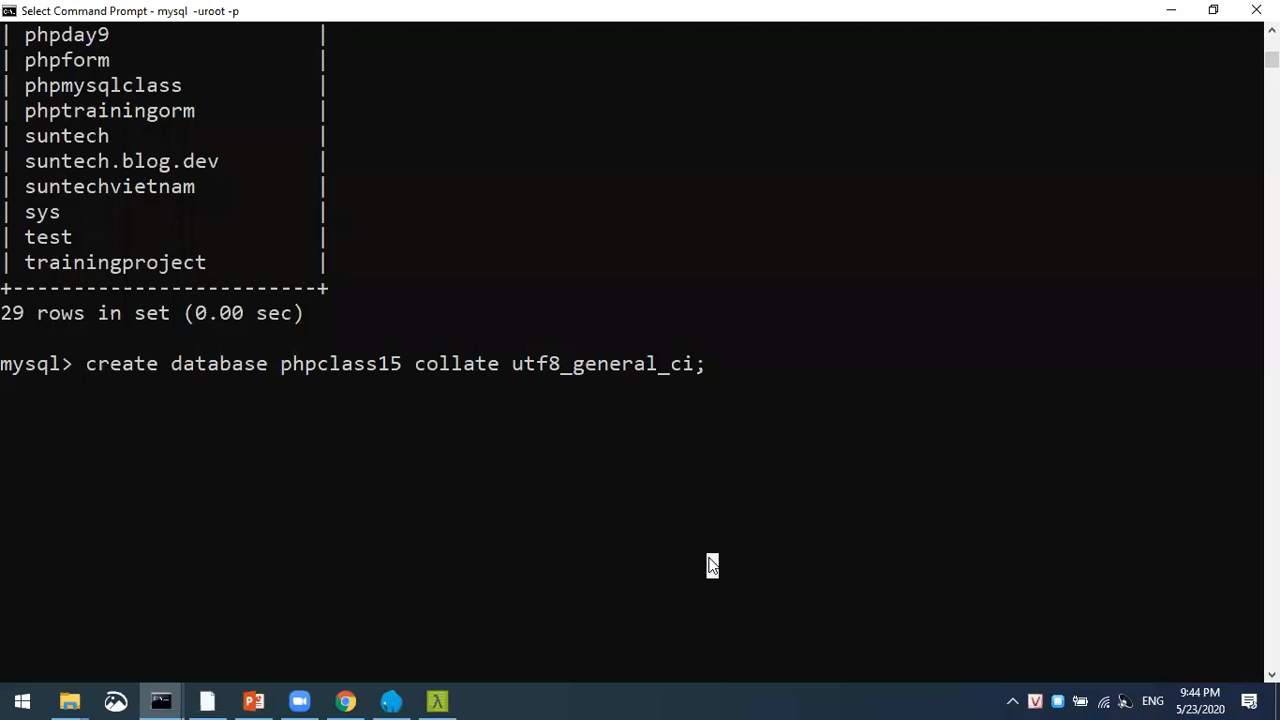 Select Command Prompt - mysql -uroot -p
| phpday9 |
| phpform |
| phpmysqlclass |
| phptrainingorm |
| suntech |
| suntech.blog.dev |
| suntechvietnam |
| sys |
| test |
| trainingproject |
+--------------------------+
29 rows in set (0.00 sec)
mysql> create database phpclass15 collate utf8_general_ci;
V ENG 9:44 PM
5/23/2020